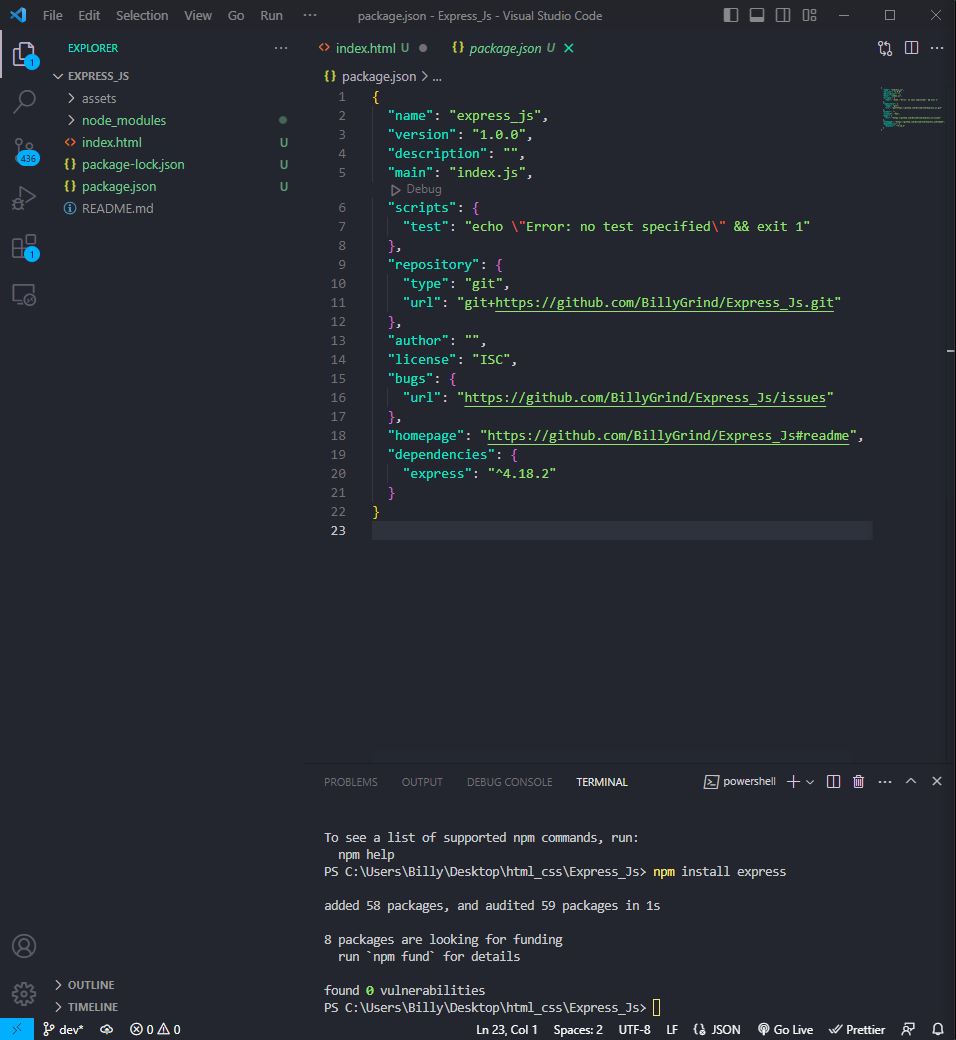 File Edit Selection View Go Run ··· package.json - Express_Js - Visual Studio Code
EXPLORER ···
index.html U
{} package.json U
EXPRESS_JS
assets
node_modules
<> index.html U
{} package-lock.json U
{} package.json U
README.md
1
436
1
{} package.json > ...
1 {
2 "name": "express_js",
3 "version": "1.0.0",
4 "description": "",
5 "main": "index.js",
Debug
6 "scripts": {
7 "test": "echo \"Error: no test specified\" && exit 1"
8 },
9 "repository": {
10 "type": "git",
11 "url": "git+https://github.com/BillyGrind/Express_Js.git"
12 },
13 "author": "",
14 "license": "ISC",
15 "bugs": {
16 "url": "https://github.com/BillyGrind/Express_Js/issues"
17 },
18 "homepage": "https://github.com/BillyGrind/Express_Js#readme",
19 "dependencies": {
20 "express": "^4.18.2"
21 }
22 }
23
PROBLEMS OUTPUT DEBUG CONSOLE TERMINAL powershell
To see a list of supported npm commands, run:
npm help
PS C:\Users\Billy\Desktop\html_css\Express_Js> npm install express
added 58 packages, and audited 59 packages in 1s
8 packages are looking for funding
run `npm fund` for details
found 0 vulnerabilities
PS C:\Users\Billy\Desktop\html_css\Express_Js>
OUTLINE
TIMELINE
dev* 0 0 Ln 23, Col 1 Spaces: 2 UTF-8 LF {} JSON Go Live Prettier